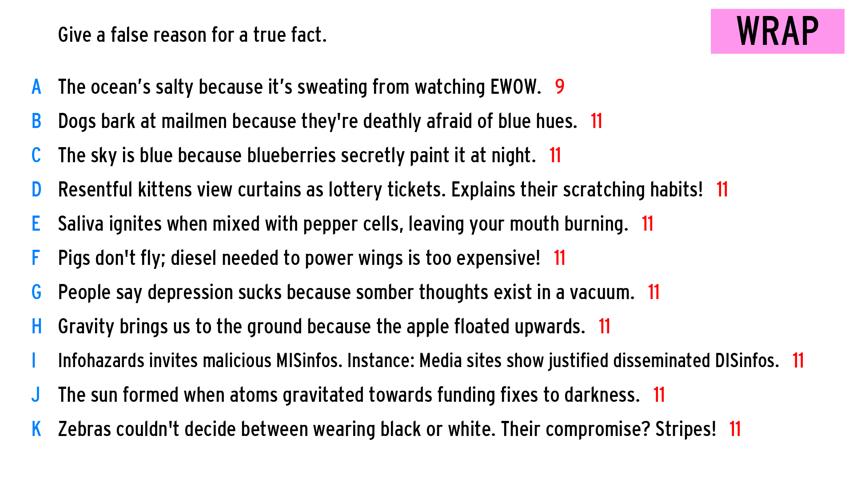 Give a false reason for a true fact.
WRAP
A The ocean's salty because it's sweating from watching EWOW. 9
B Dogs bark at mailmen because they're deathly afraid of blue hues. 11
C The sky is blue because blueberries secretly paint it at night. 11
D Resentful kittens view curtains as lottery tickets. Explains their scratching habits! 11
E Saliva ignites when mixed with pepper cells, leaving your mouth burning. 11
F Pigs don't fly; diesel needed to power wings is too expensive! 11
G People say depression sucks because somber thoughts exist in a vacuum. 11
H Gravity brings us to the ground because the apple floated upwards. 11
I Infohazards invites malicious MISinfos. Instance: Media sites show justified disseminated DISinfos. 11
J The sun formed when atoms gravitated towards funding fixes to darkness. 11
K Zebras couldn't decide between wearing black or white. Their compromise? Stripes! 11